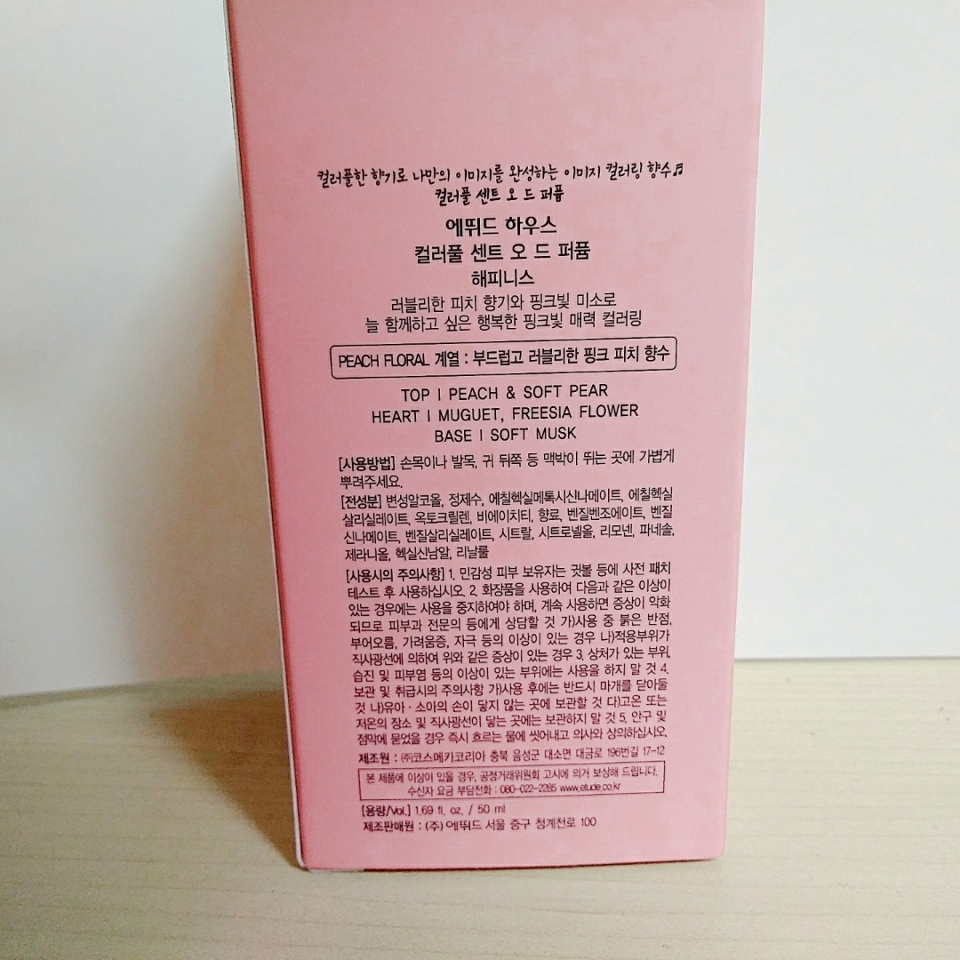 컬러풀한 향기로 나만의 이미지를 완성하는 이미지 컬러링 향수♬
컬러풀 센트 오 드 퍼퓸
에뛰드 하우스
컬러풀 센트 오 드 퍼퓸
해피니스
러블리한 피치 향기와 핑크빛 미소로
늘 함께하고 싶은 행복한 핑크빛 매력 컬러링
PEACH FLORAL 계열 : 부드럽고 러블리한 핑크 피치 향수
TOP | PEACH & SOFT PEAR
HEART | MUGUET, FREESIA FLOWER
BASE | SOFT MUSK
[사용방법] 손목이나 발목, 귀 뒤쪽 등 맥박이 뛰는 곳에 가볍게
뿌려주세요.
[전성분] 변성알코올, 정제수, 에칠헥실메톡시신나메이트, 에칠헥실
살리실레이트, 옥토크릴렌, 비에이치티, 향료, 벤질벤조에이트, 벤질
신나메이트, 벤질살리실레이트, 시트랄, 시트로넬올, 리모넨, 파네솔,
제라니올, 헥실신남알, 리날룰
[사용시의 주의사항] 1. 민감성 피부 보유자는 귓볼 등에 사전 패치
테스트 후 사용하십시오. 2. 화장품을 사용하여 다음과 같은 이상이
있는 경우에는 사용을 중지하여야 하며, 계속 사용하면 증상이 악화
되므로 피부과 전문의 등에게 상담할 것 가)사용 중 붉은 반점,
부어오름, 가려움증, 자극 등의 이상이 있는 경우 나)적용부위가
직사광선에 의하여 위와 같은 증상이 있는 경우 3. 상처가 있는 부위,
습진 및 피부염 등의 이상이 있는 부위에는 사용을 하지 말 것 4.
보관 및 취급시의 주의사항 가)사용 후에는 반드시 마개를 닫아둘
것 나)유아·소아의 손이 닿지 않는 곳에 보관할 것 다)고온 또는
저온의 장소 및 직사광선이 닿는 곳에는 보관하지 말 것 5. 안구 및
점막에 묻었을 경우 즉시 흐르는 물에 씻어내고 의사와 상의하십시오.
제조원 : ㈜코스메카코리아 충북 음성군 대소면 대금로 196번길 17-12
본 제품에 이상이 있을 경우, 공정거래위원회 고시에 의거 보상해 드립니다.
수신자 요금 부담전화 : 080-022-2285 www.etude.co.kr
[용량/Vol.] 1.69 fl. oz. / 50 ml
제조판매원 : (주) 에뛰드 서울 중구 청계천로 100